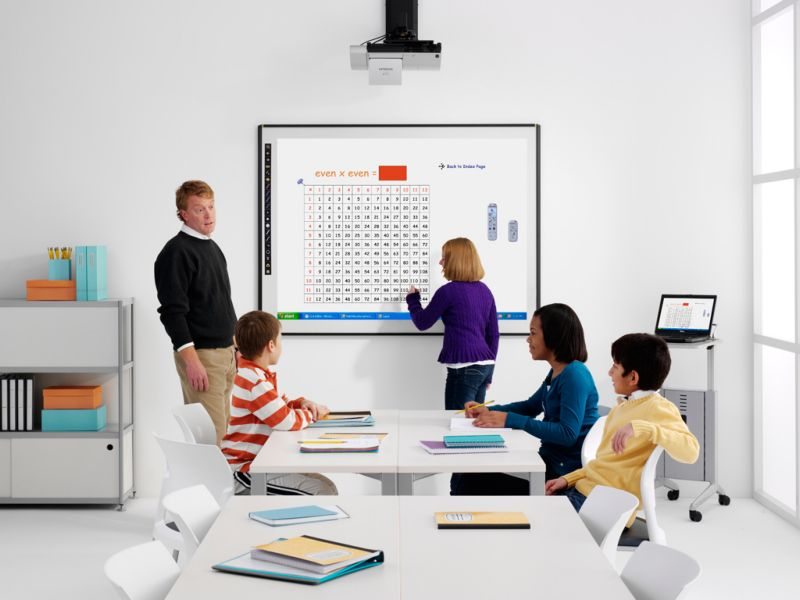 HITACHI
even x even =
Back to Index Page
× 1 2 3 4 5 6 7 8 9 10 11 12
1 1 2 3 4 5 6 7 8 9 10 11 12
2 2 4 6 8 10 12 14 16 18 20 22 24
3 3 6 9 12 15 18 21 24 27 30 33 36
4 4 8 12 16 20 24 28 32 36 40 44 48
5 5 10 15 20 25 30 35 40 45 50 55 60
6 6 12 18 24 30 36 42 48 54 60 66 72
7 7 14 21 28 35 42 49 56 63 70 77 84
8 8 16 24 32 40 48 56 64 72 80 88 96
9 9 18 27 36 45 54 63 72 81 90 99 108
10 10 20 30 40 50 60 70 80 90 100 110 120
11 11 22 33 44 55 66 77 88 99 132
12 12 24 36 48 60 72 84 96 108 144
start